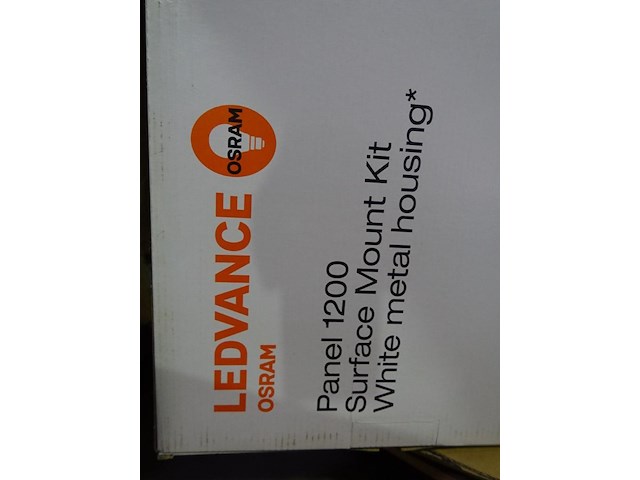 LEDVANCE
OSRAM
OSRAM
Panel 1200
Surface Mount Kit
White metal housing*